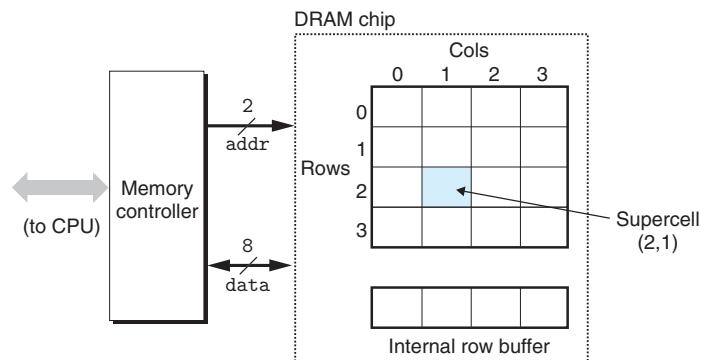 DRAM chip
Cols
0 1 2 3
0
1
Rows
2
3
2
addr
Memory
controller
(to CPU)
8
data
Supercell
(2,1)
Internal row buffer